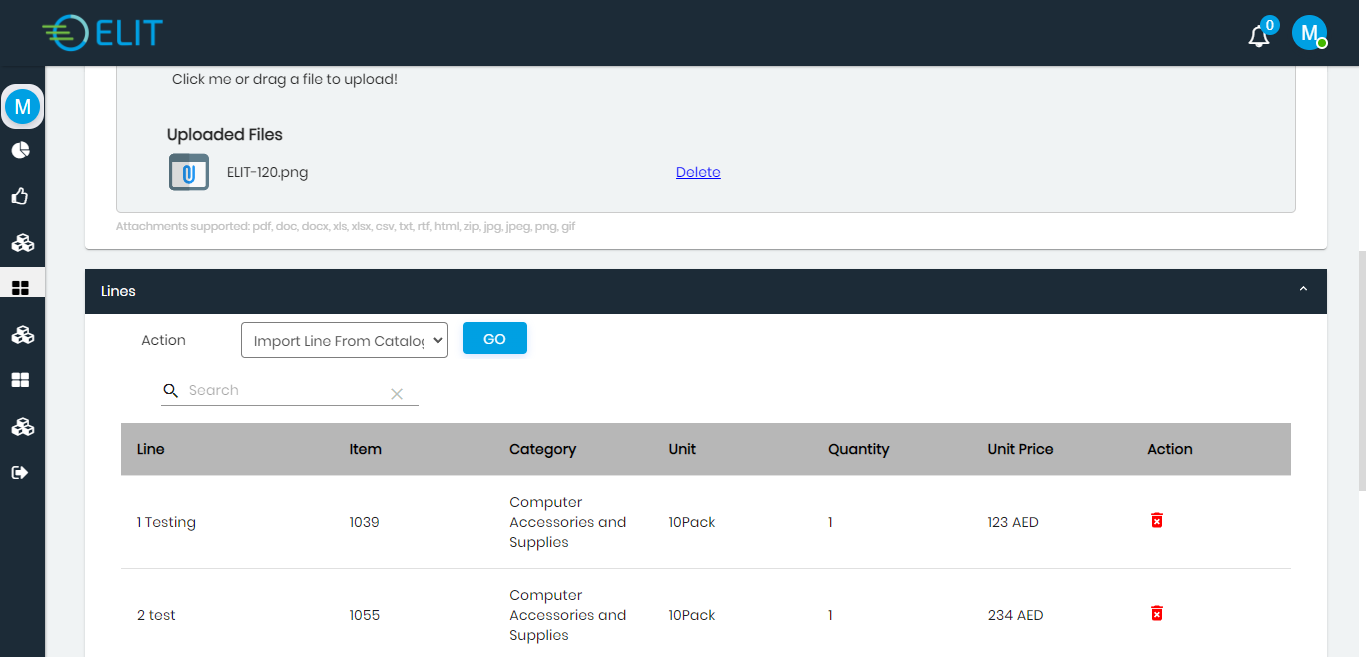 ELIT
0
M
M
Click me or drag a file to upload!
Uploaded Files
ELIT-120.png
Delete
Attachments supported: pdf, doc, docx, xls, xlsx, csv, txt, rtf, html, zip, jpg, jpeg, png, gif
Lines
Action
Import Line From Catalog
GO
Search
Line Item Category Unit Quantity Unit Price Action
1 Testing 1039 Computer Accessories and Supplies 10Pack 1 123 AED
2 test 1055 Computer Accessories and Supplies 10Pack 1 234 AED